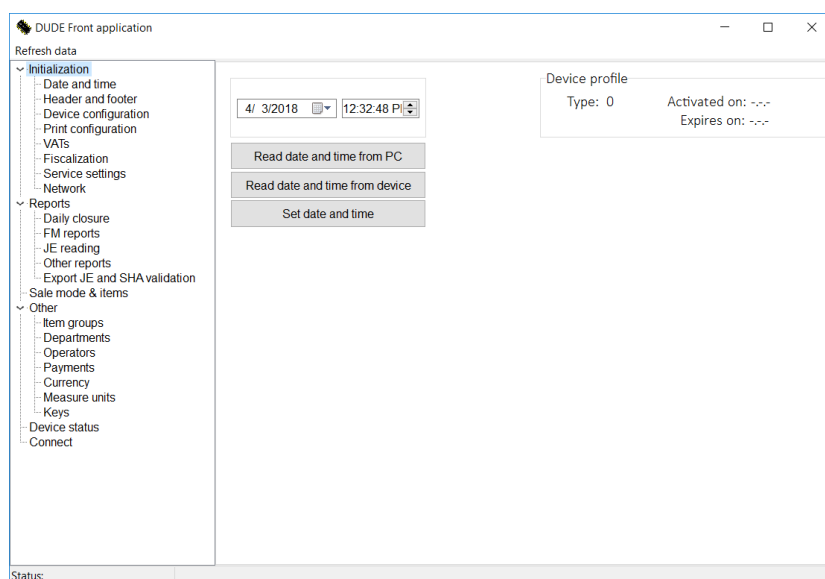 DUDE Front application
Refresh data
Initialization
Date and time
Header and footer
Device configuration
Print configuration
VATs
Fiscalization
Service settings
Network
Reports
Daily closure
FM reports
JE reading
Other reports
Export JE and SHA validation
Sale mode & items
Other
Item groups
Departments
Operators
Payments
Currency
Measure units
Keys
Device status
Connect
4/ 3/2018 12:32:48 P
Read date and time from PC
Read date and time from device
Set date and time
Device profile
Type: 0 Activated on: -.-.-
Expires on: -.-.-
Status: